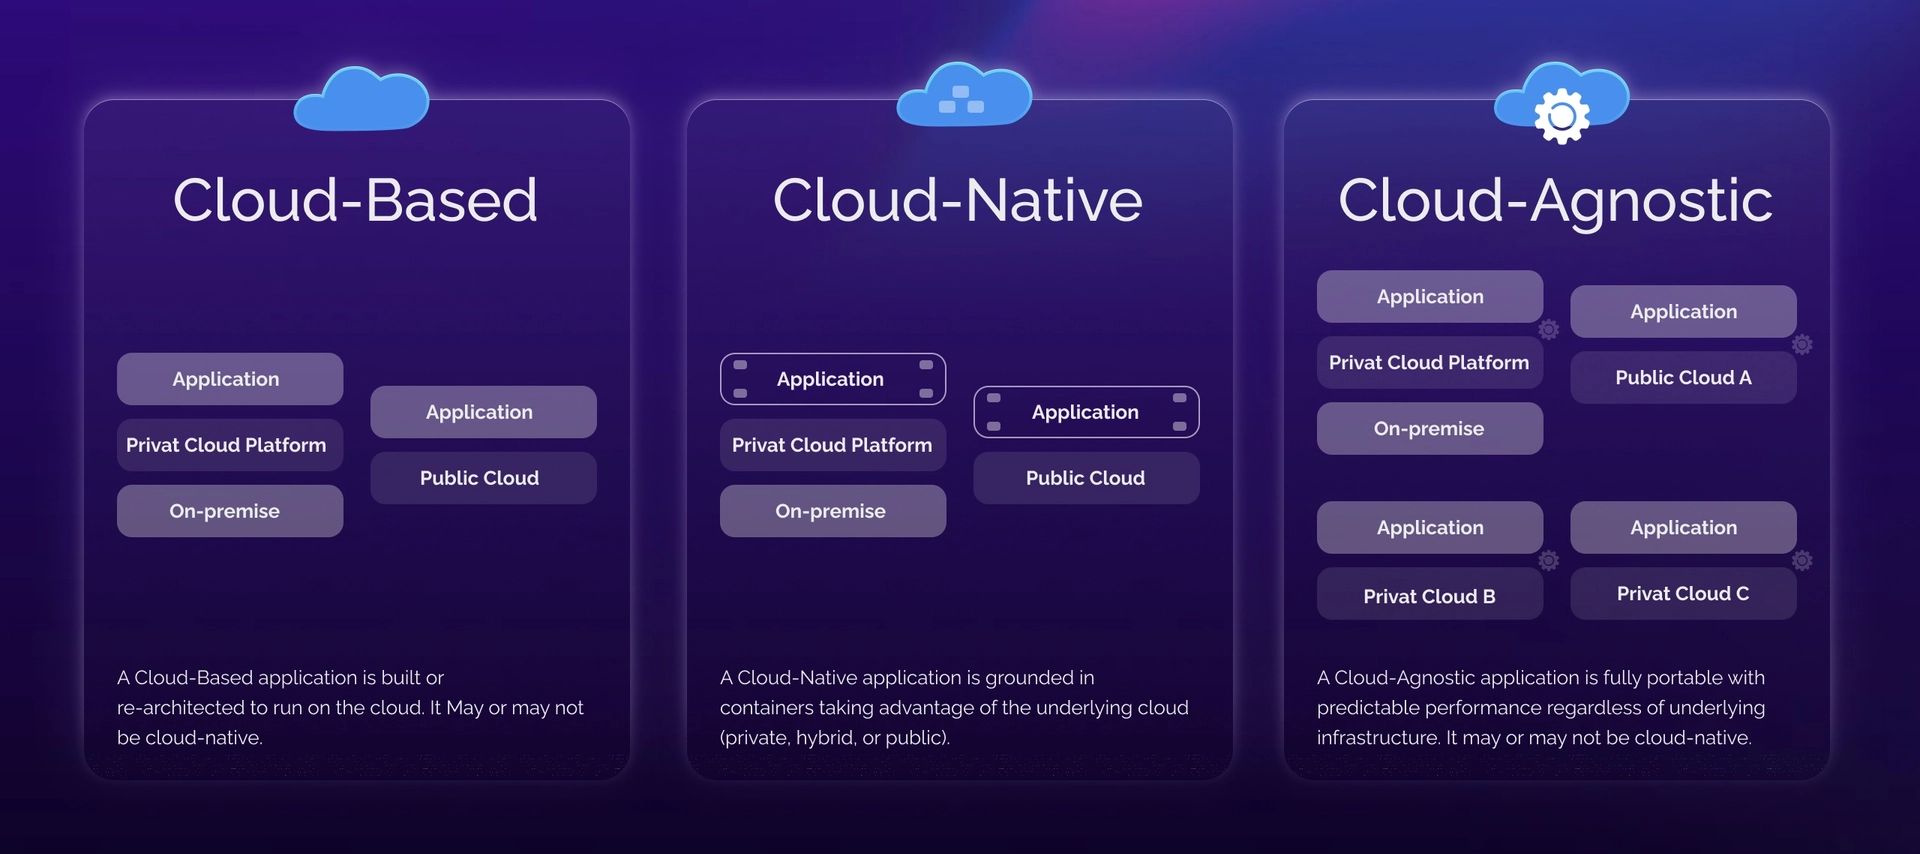 Cloud-Based
Application
Privat Cloud Platform
On-premise
Application
Public Cloud
A Cloud-Based application is built or
re-architected to run on the cloud. It May or may not
be cloud-native.
Cloud-Native
Application
Privat Cloud Platform
On-premise
Application
Public Cloud
A Cloud-Native application is grounded in
containers taking advantage of the underlying cloud
(private, hybrid, or public).
Cloud-Agnostic
Application
Privat Cloud Platform
On-premise
Application
Public Cloud A
Application
Privat Cloud B
Application
Privat Cloud C
A Cloud-Agnostic application is fully portable with
predictable performance regardless of underlying
infrastructure. It may or may not be cloud-native.